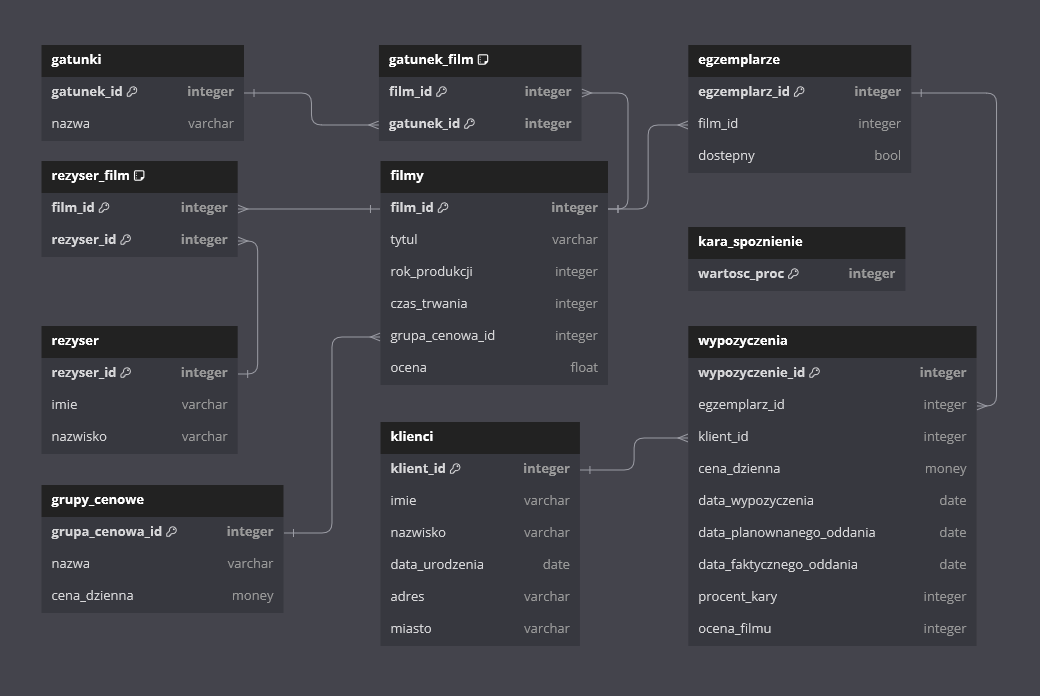 gatunki
gatunek_id integer
nazwa varchar
gatunek_film
film_id integer
gatunek_id integer
egzemplarze
egzemplarz_id integer
film_id integer
dostepny bool
rezyser_film
film_id integer
rezyser_id integer
filmy
film_id integer
tytul varchar
rok_produkcji integer
czas_trwania integer
grupa_cenowa_id integer
ocena float
kara_spoznienie
wartosc_proc integer
rezyser
rezyser_id integer
imie varchar
nazwisko varchar
wypozyczenia
wypozyczenie_id integer
egzemplarz_id integer
klient_id integer
cena_dzienna money
data_wypozyczenia date
data_planownanego_oddania date
data_faktycznego_oddania date
procent_kary integer
ocena_filmu integer
klienci
klient_id integer
imie varchar
nazwisko varchar
data_urodzenia date
adres varchar
miasto varchar
grupy_cenowe
grupa_cenowa_id integer
nazwa varchar
cena_dzienna money